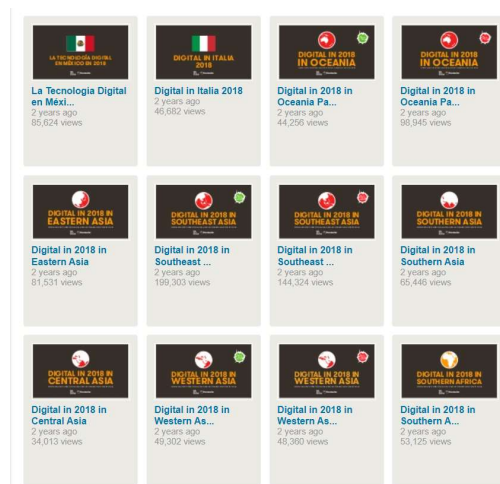 LA TECNOLOGÍA DIGITAL
EN MÉXICO EN 2018
La Tecnologia Digital
en Méxi...
2 years ago
85,624 views
DIGITAL IN ITALIA
2018
Digital in Italia 2018
2 years ago
46,682 views
DIGITAL IN 2018
IN OCEANIA
Digital in 2018 in
Oceania Pa...
2 years ago
44,256 views
DIGITAL IN 2018
IN OCEANIA
Digital in 2018 in
Oceania Pa...
2 years ago
98,945 views
DIGITAL IN 2018 IN
EASTERN ASIA
Digital in 2018 in
Eastern Asia
2 years ago
81,531 views
DIGITAL IN 2018 IN
SOUTHEAST ASIA
Digital in 2018 in
Southeast ...
2 years ago
199,303 views
DIGITAL IN 2018 IN
SOUTHEAST ASIA
Digital in 2018 in
Southeast ...
2 years ago
144,324 views
DIGITAL IN 2018 IN
SOUTHERN ASIA
Digital in 2018 in
Southern Asia
2 years ago
65,446 views
DIGITAL IN 2018 IN
CENTRAL ASIA
Digital in 2018 in
Central Asia
2 years ago
34,013 views
DIGITAL IN 2018 IN
WESTERN ASIA
Digital in 2018 in
Western As...
2 years ago
49,302 views
DIGITAL IN 2018 IN
WESTERN ASIA
Digital in 2018 in
Western As...
2 years ago
48,360 views
DIGITAL IN 2018 IN
SOUTHERN AFRICA
Digital in 2018 in
Southern A...
2 years ago
53,125 views